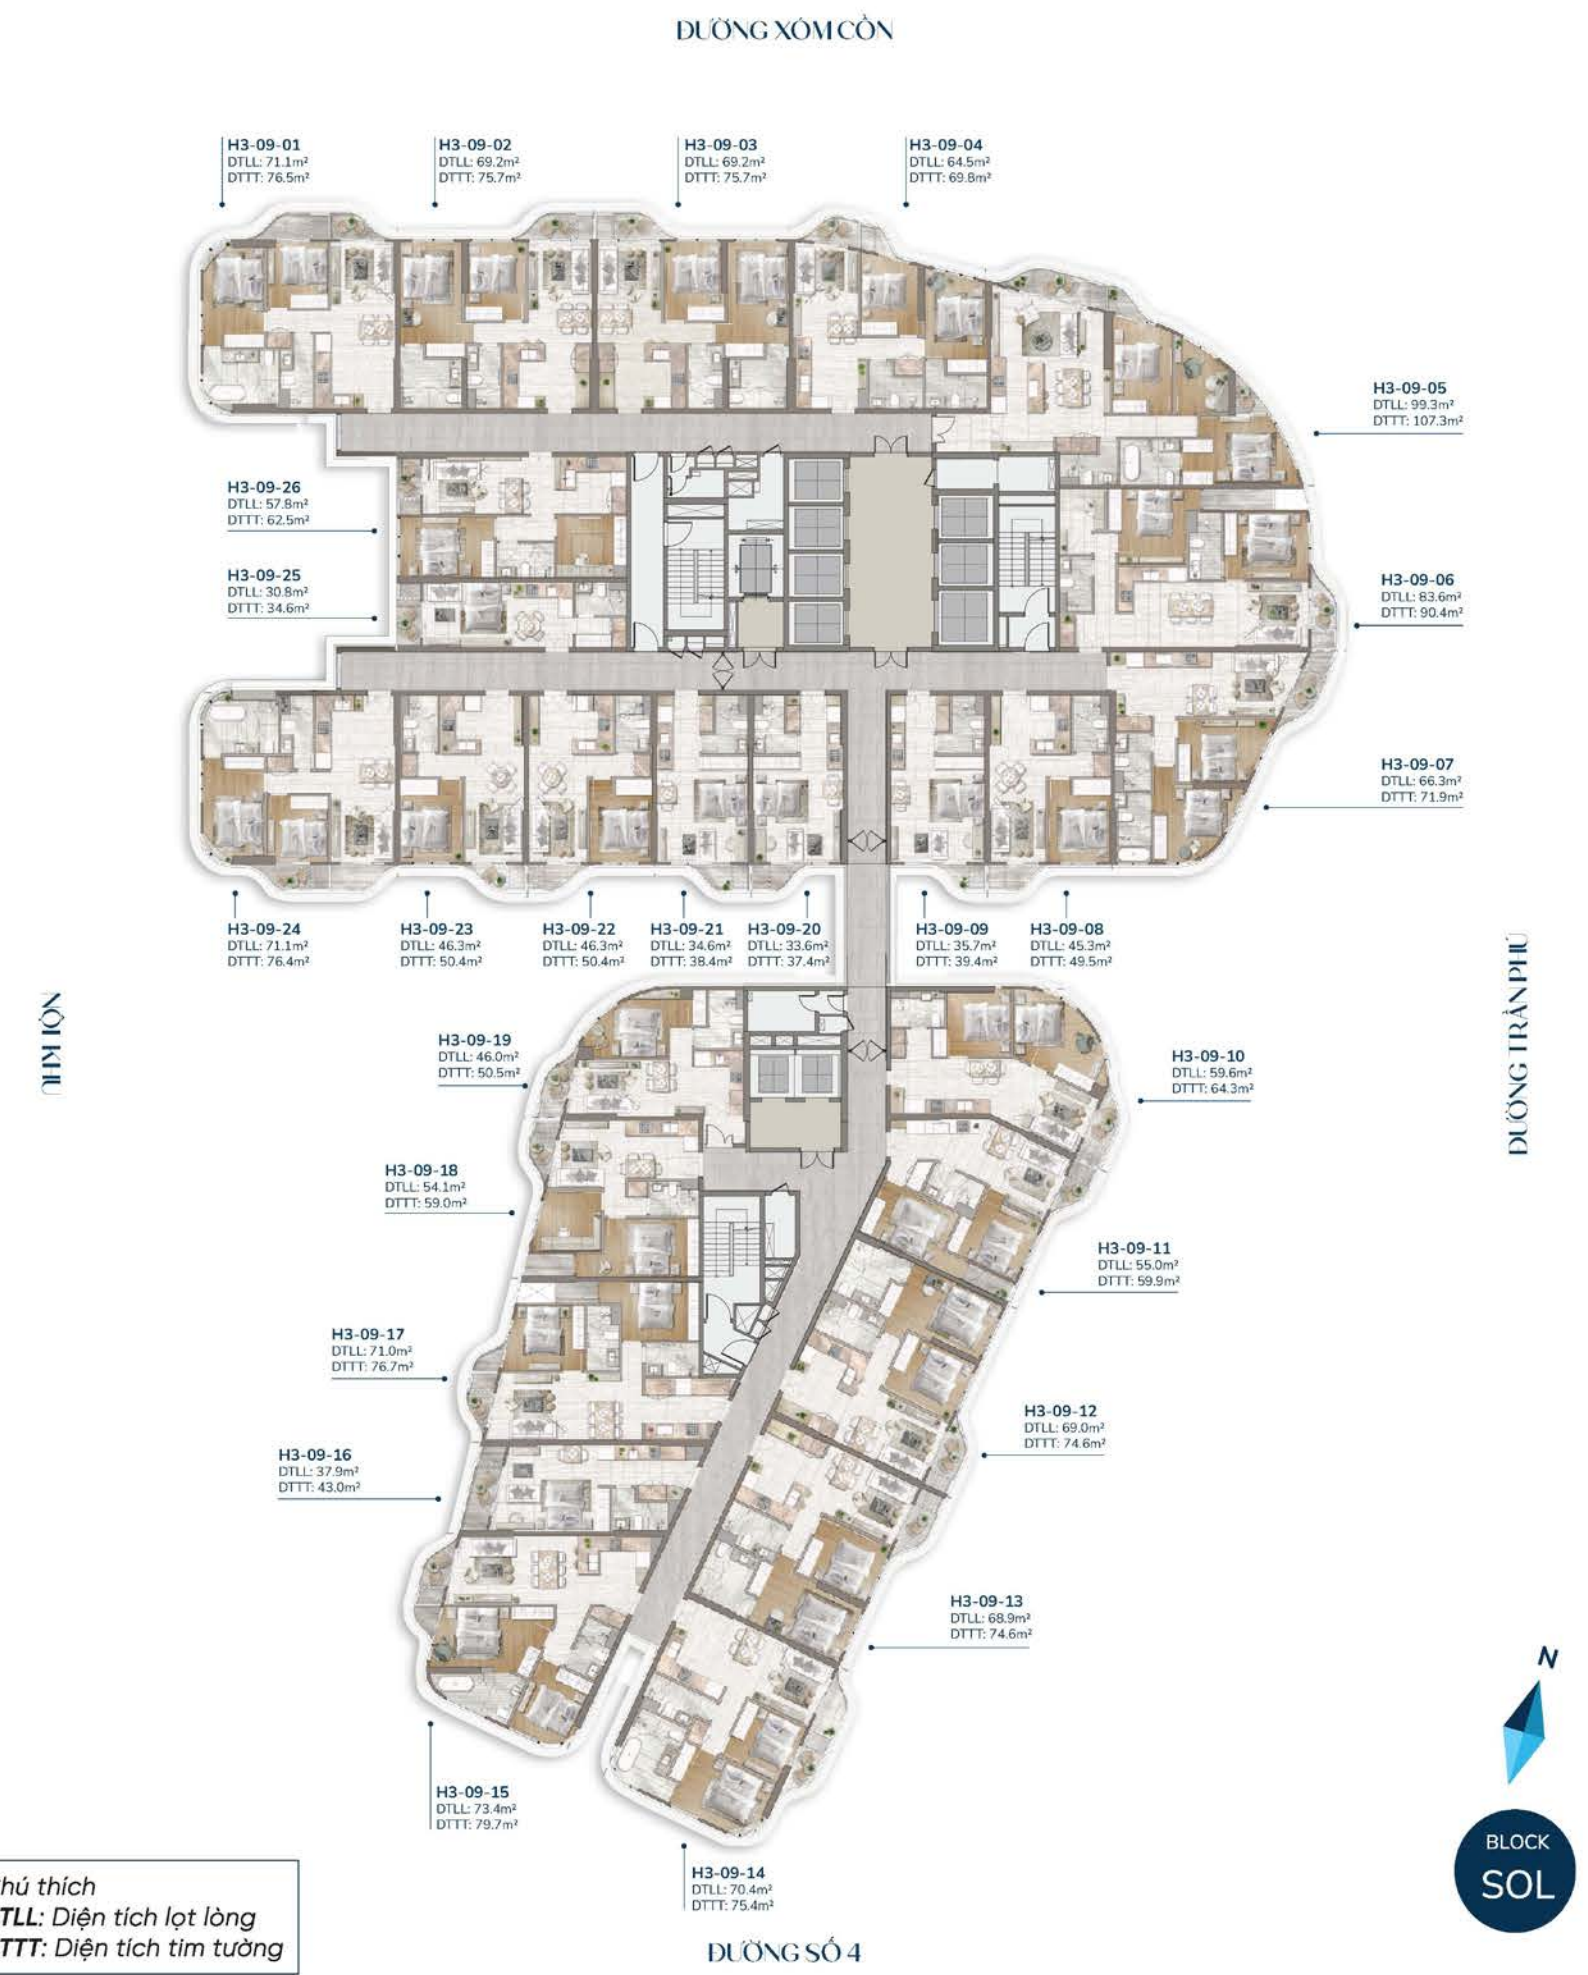 ĐƯỜNG XÓM CỒN
H3-09-01
DTLL: 71.1m²
DTTT: 76.5m²
H3-09-02
DTLL: 69.2m²
DTTT: 75.7m²
H3-09-03
DTLL: 69.2m²
DTTT: 75.7m²
H3-09-04
DTLL: 64.5m²
DTTT: 69.8m²
H3-09-05
DTLL: 99.3m²
DTTT: 107.3m²
H3-09-26
DTLL: 57.8m²
DTTT: 62.5m²
H3-09-25
DTLL: 30.8m²
DTTT: 34.6m²
H3-09-06
DTLL: 83.6m²
DTTT: 90.4m²
H3-09-07
DTLL: 66.3m²
DTTT: 71.9m²
H3-09-24
DTLL: 71.1m²
DTTT: 76.4m²
H3-09-23
DTLL: 46.3m²
DTTT: 50.4m²
H3-09-22
DTLL: 46.3m²
DTTT: 50.4m²
H3-09-21
DTLL: 34.6m²
DTTT: 38.4m²
H3-09-20
DTLL: 33.6m²
DTTT: 37.4m²
H3-09-09
DTLL: 35.7m²
DTTT: 39.4m²
H3-09-08
DTLL: 45.3m²
DTTT: 49.5m²
NỘI KHU
ĐƯỜNG TRẦN PHÚ
H3-09-19
DTLL: 46.0m²
DTTT: 50.5m²
H3-09-10
DTLL: 59.6m²
DTTT: 64.3m²
H3-09-18
DTLL: 54.1m²
DTTT: 59.0m²
H3-09-11
DTLL: 55.0m²
DTTT: 59.9m²
H3-09-17
DTLL: 71.0m²
DTTT: 76.7m²
H3-09-12
DTLL: 69.0m²
DTTT: 74.6m²
H3-09-16
DTLL: 37.9m²
DTTT: 43.0m²
H3-09-13
DTLL: 68.9m²
DTTT: 74.6m²
H3-09-15
DTLL: 73.4m²
DTTT: 79.7m²
H3-09-14
DTLL: 70.4m²
DTTT: 75.4m²
N
BLOCK
SOL
hú thích
TLL: Diện tích lọt lòng
TTT: Diện tích tim tường
ĐƯỜNG SỐ 4